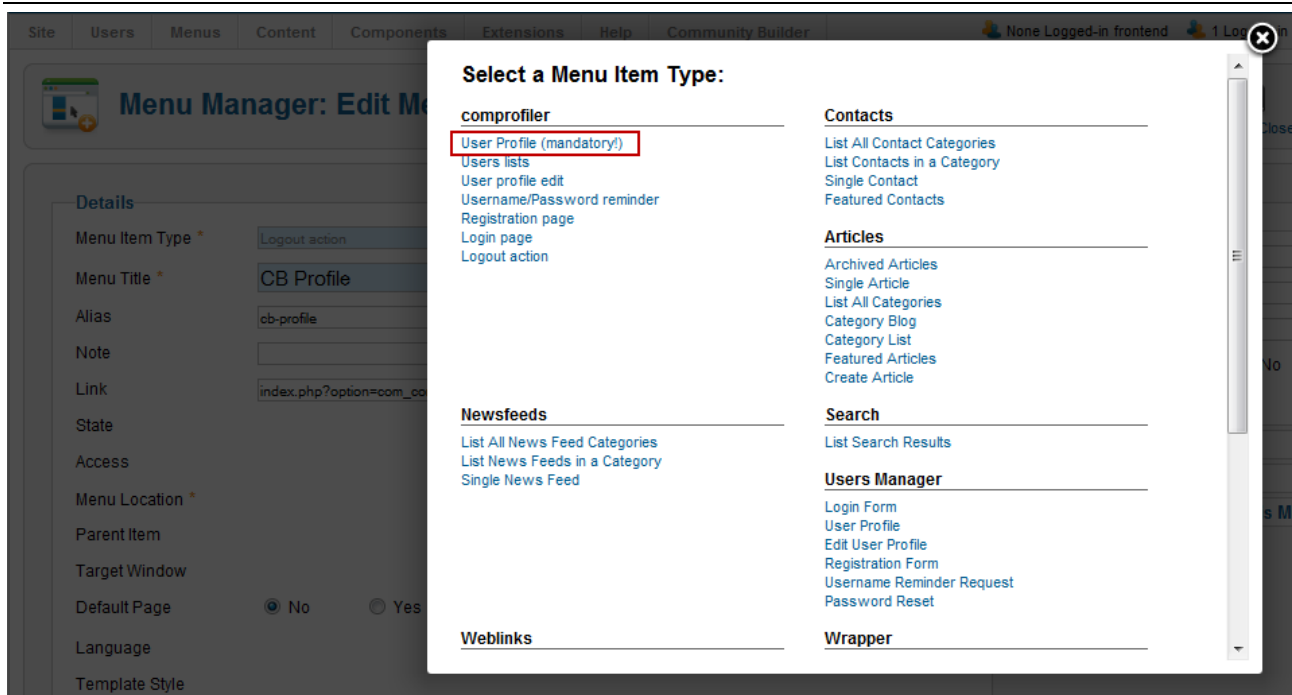 Site Users Menus Content Components Extensions Help Community Builder None Logged-in frontend 1 Log in
Menu Manager: Edit Me
Close
Details
Menu Item Type * Logout action
Menu Title * CB Profile
Alias cb-profile
Note
Link index.php?option=com_co
State
Access
Menu Location *
Parent Item
Target Window
Default Page No Yes
Language
Template Style
No
s M
Select a Menu Item Type:
comprofiler
User Profile (mandatory!)
Users lists
User profile edit
Username/Password reminder
Registration page
Login page
Logout action
Contacts
List All Contact Categories
List Contacts in a Category
Single Contact
Featured Contacts
Articles
Archived Articles
Single Article
List All Categories
Category Blog
Category List
Featured Articles
Create Article
Newsfeeds
List All News Feed Categories
List News Feeds in a Category
Single News Feed
Search
List Search Results
Users Manager
Login Form
User Profile
Edit User Profile
Registration Form
Username Reminder Request
Password Reset
Weblinks
Wrapper